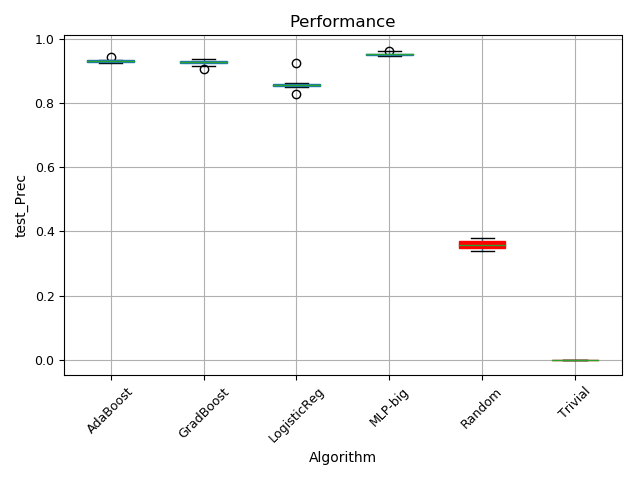 Performance
1.0
0.8
0.6
0.4
0.2
0.0
test_Prec
AdaBoost
GradBoost
LogisticReg
MLP-big
Random
Trivial
Algorithm